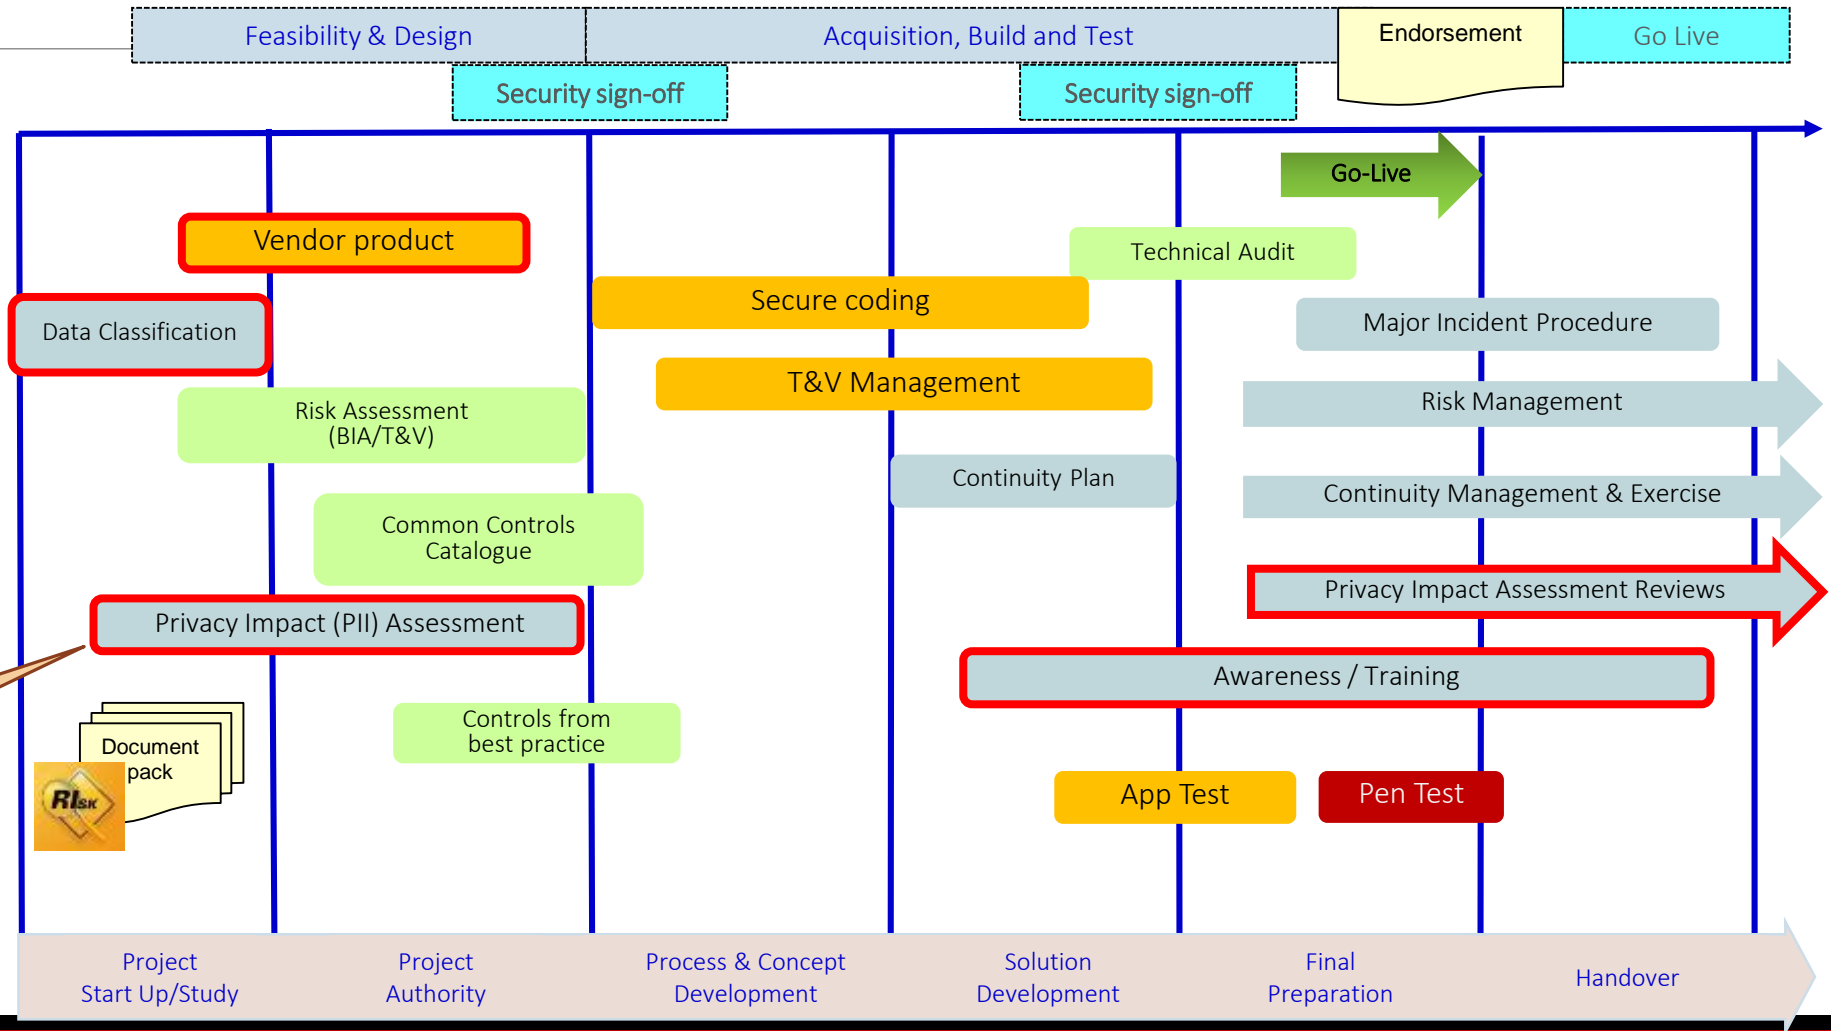 Feasibility & Design
Acquisition, Build and Test
Endorsement
Go Live
Security sign-off
Security sign-off
Go-Live
Vendor product
Technical Audit
Secure coding
Data Classification
Major Incident Procedure
T&V Management
Risk Assessment
(BIA/T&V)
Risk Management
Continuity Plan
Continuity Management & Exercise
Common Controls
Catalogue
Privacy Impact Assessment Reviews
Privacy Impact (PII) Assessment
Awareness / Training
Controls from
best practice
Document
pack
RISK
App Test
Pen Test
Project
Start Up/Study
Project
Authority
Process & Concept
Development
Solution
Development
Final
Preparation
Handover